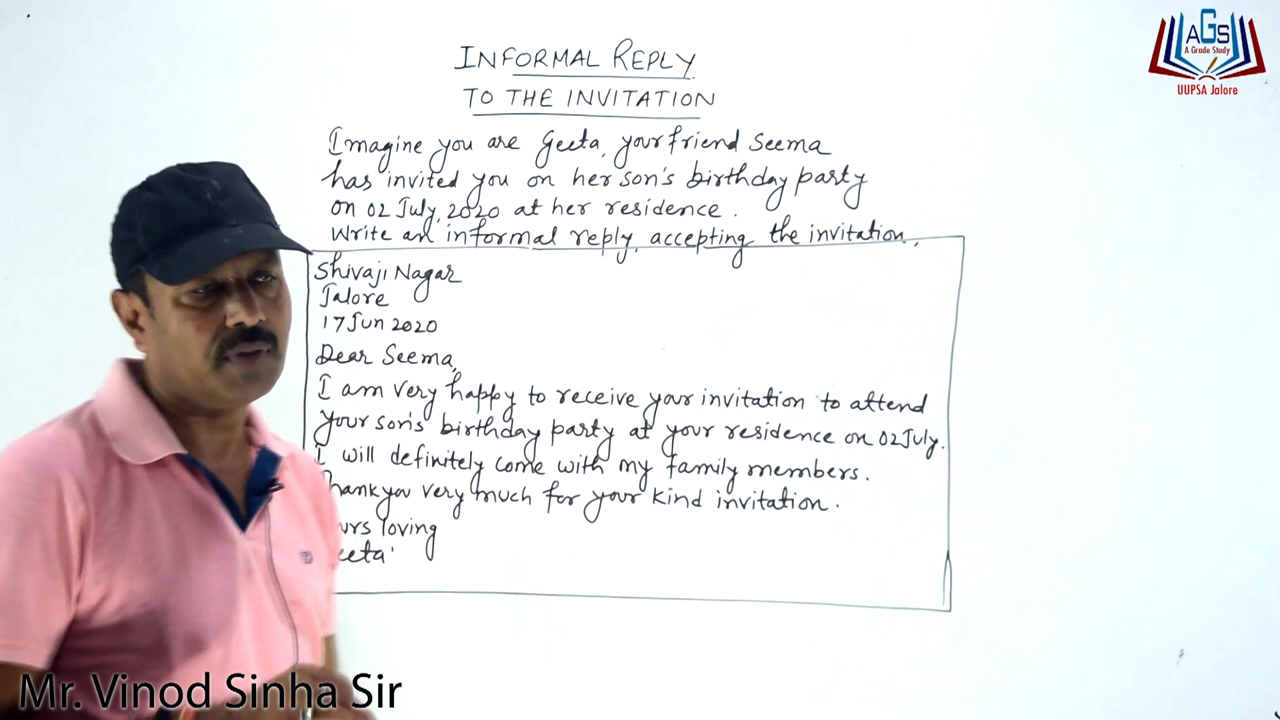 INFORMAL REPLY
TO THE INVITATION
Imagine you are Geeta, your friend Seema
has invited you on her son's birthday party
on 02 July, 2020 at her residence.
Write an informal reply, accepting the invitation.
Shivaji Nagar
Jalore
17 Jun 2020
Dear Seema,
I am very happy to receive your invitation to attend
your son's birthday party at your residence on 02 July.
I will definitely come with my family members.
hank you very much for your kind invitation.
urs loving
eeta
AGS
A Grade Study
UUPSA Jalore
Mr. Vinod Sinha Sir